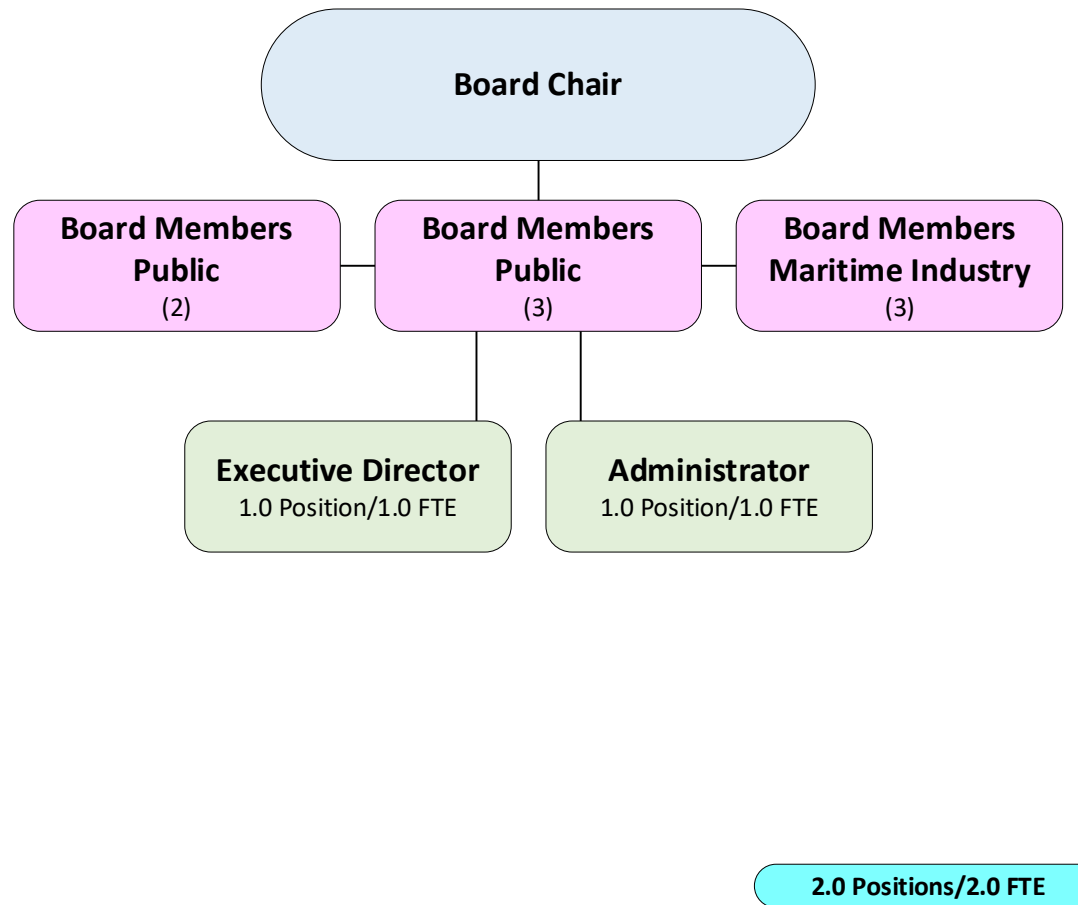 Board Chair
Board Members
Public
(2)
Board Members
Public
(3)
Board Members
Maritime Industry
(3)
Executive Director
1.0 Position/1.0 FTE
Administrator
1.0 Position/1.0 FTE
2.0 Positions/2.0 FTE